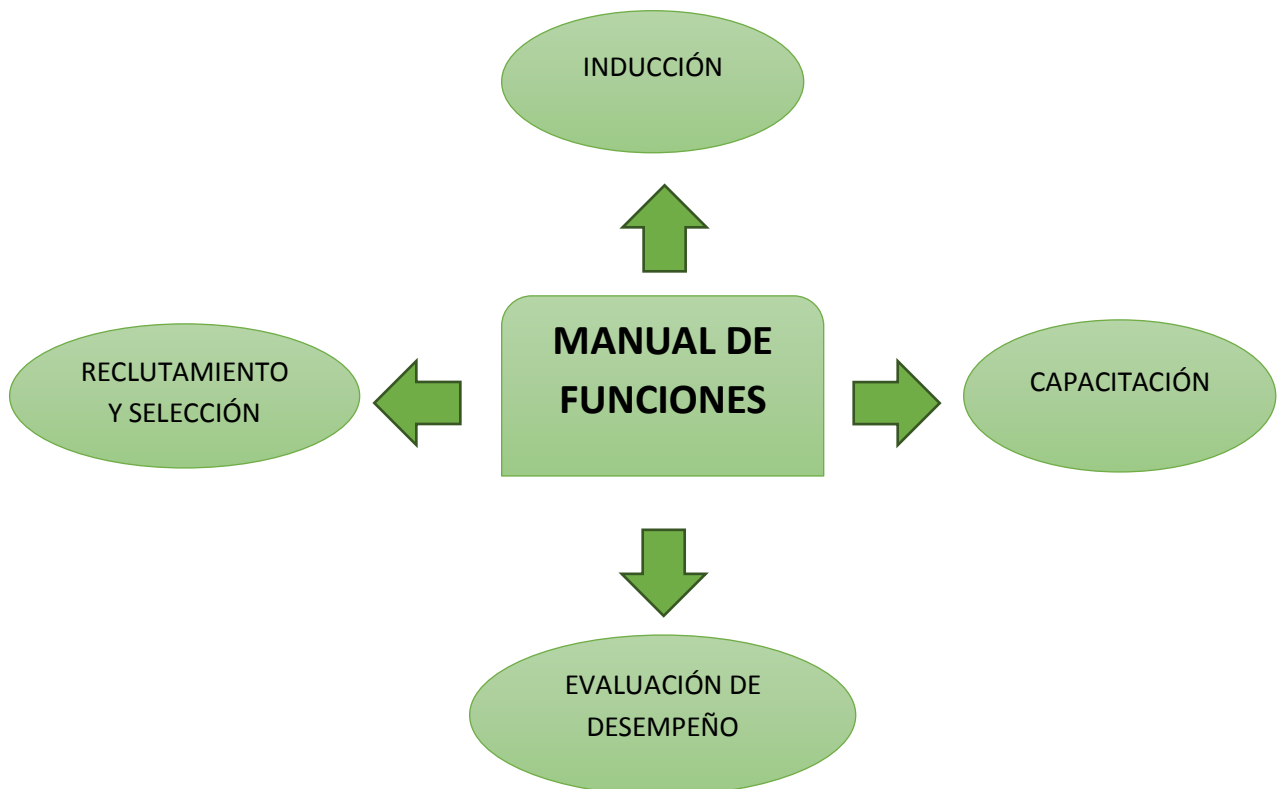 INDUCCIÓN
MANUAL DE
FUNCIONES
RECLUTAMIENTO
Y SELECCIÓN
CAPACITACIÓN
EVALUACIÓN DE
DESEMPEÑO